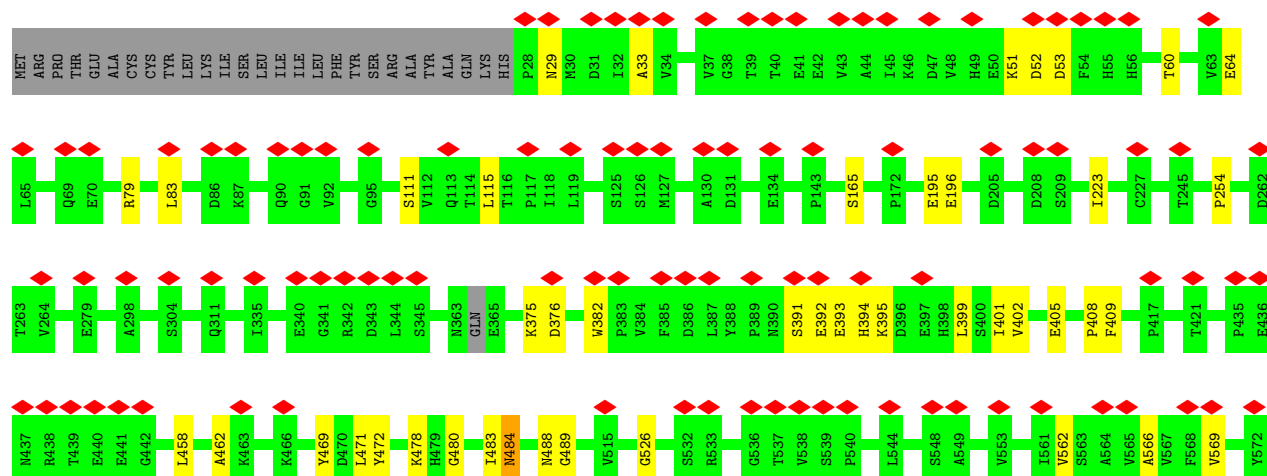 MET ARG PRO THR GLU ALA CYS CYS TYR LEU LYS ILE SER LEU ILE ILE LEU PHE TYR SER ARG ALA TYR ALA GLN LYS HIS P28 N29 M30 D31 I32 A33 V34 V37 G38 T39 T40 E41 E42 V43 A44 I45 K46 D47 V48 H49 E50 K51 D52 D53 F54 H55 H56 T60 V63 E64
L65 Q69 E70 R79 L83 D86 K87 Q90 G91 V92 G95 S111 V112 Q113 T114 L115 T116 P117 I118 L119 S125 S126 M127 A130 D131 E134 P143 S165 P172 E195 E196 D205 D208 S209 I223 C227 T245 P254 D262
T263 V264 E279 A298 S304 Q311 I335 E340 G341 R342 D343 L344 S345 N363 GLN E365 K375 D376 W382 F383 V384 F385 D386 L387 Y388 P389 N390 S391 E392 E393 H394 K395 D396 E397 H398 L399 S400 I401 V402 E405 P408 F409 P417 T421 P435 E436
N437 R438 T439 E440 E441 G442 L458 A462 K463 K466 Y469 D470 L471 Y472 K478 H479 G480 I483 N484 N488 G489 V515 G526 S532 R533 G536 T537 V538 S539 P540 L544 S548 A549 V553 I561 V562 S563 A564 V565 A566 V567 F568 V569 Y572